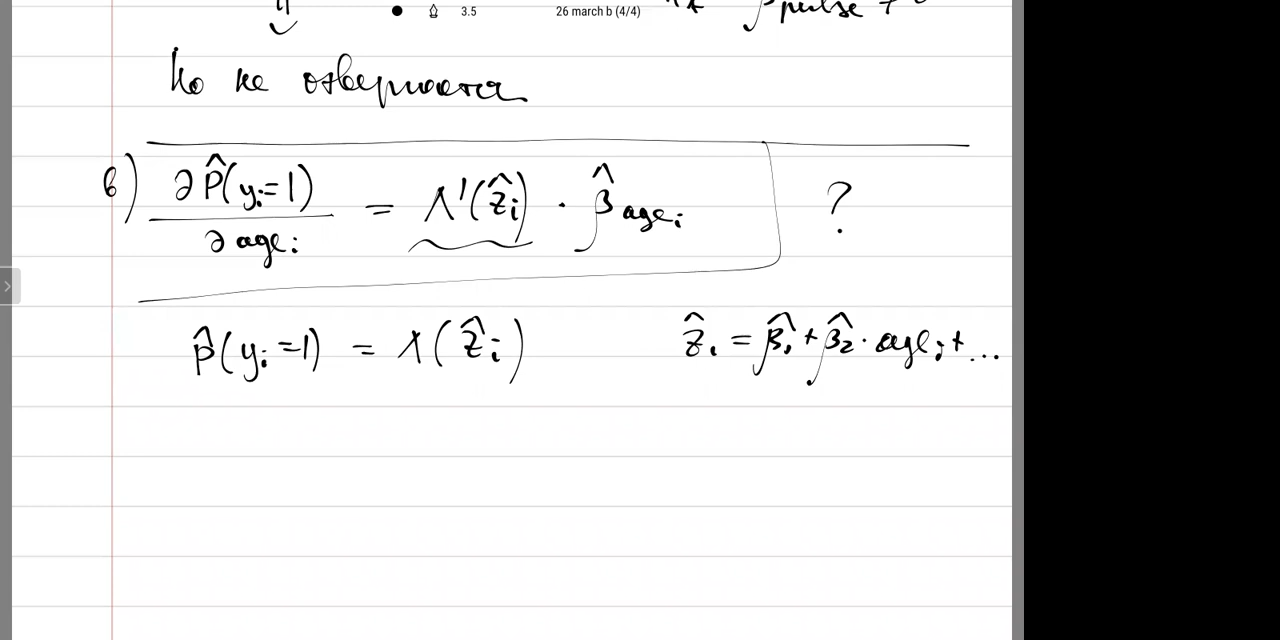 3.5 26 march b (4/4)
pulse
Но не отвергается
в) ∂P̂(yᵢ=1) / ∂ageᵢ = Λ'(ẑᵢ) · β̂ ageᵢ ?
P̂(yᵢ=1) = Λ(ẑᵢ) ẑᵢ = β̂₁ + β̂₂ · ageᵢ + ...